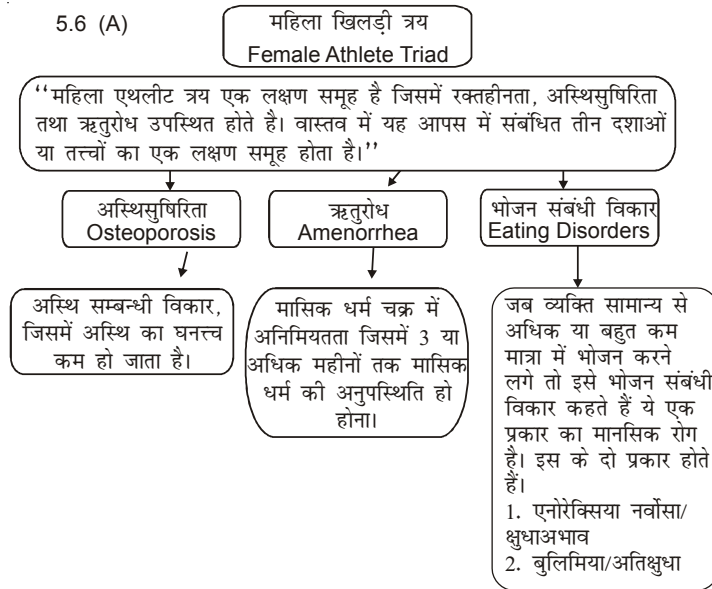 5.6 (A)
महिला खिलड़ी त्रय
Female Athlete Triad
‘‘महिला एथलीट त्रय एक लक्षण समूह है जिसमें रक्तहीनता, अस्थिसुषिरिता
तथा ऋतुरोध उपस्थित होते है। वास्तव में यह आपस में संबंधित तीन दशाओं
या तत्त्वों का एक लक्षण समूह होता है।’’
अस्थिसुषिरिता
Osteoporosis
ऋतुरोध
Amenorrhea
भोजन संबंधी विकार
Eating Disorders
अस्थि सम्बन्धी विकार,
जिसमें अस्थि का घनत्त्व
कम हो जाता है।
मासिक धर्म चक्र में
अनिमियतता जिसमें 3 या
अधिक महीनों तक मासिक
धर्म की अनुपस्थिति हो
होना।
जब व्यक्ति सामान्य से
अधिक या बहुत कम
मात्रा में भोजन करने
लगे तो इसे भोजन संबंधी
विकार कहते हैं ये एक
प्रकार का मानसिक रोग
है। इस के दो प्रकार होते
हैं।
1. एनोरेक्सिया नर्वोसा/
क्षुधाअभाव
2. बुलिमिया/अतिक्षुधा